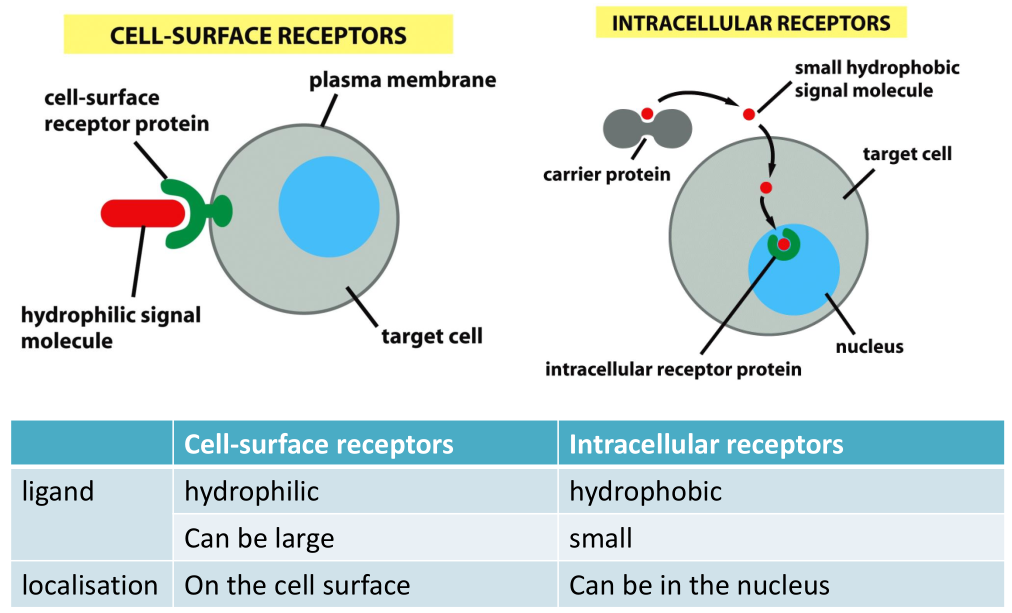 CELL-SURFACE RECEPTORS
plasma membrane
cell-surface
receptor protein
hydrophilic signal
molecule
target cell
INTRACELLULAR RECEPTORS
small hydrophobic
signal molecule
target cell
carrier protein
nucleus
intracellular receptor protein
Cell-surface receptors Intracellular receptors
ligand hydrophilic hydrophobic
Can be large small
localisation On the cell surface Can be in the nucleus